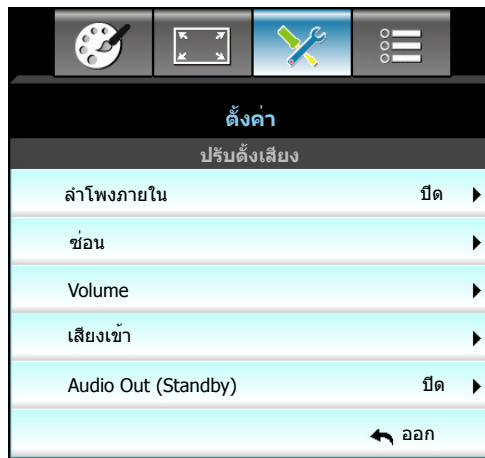 ตั้งค่า
ปรับตั้งเสียง
ลำโพงภายใน ปิด
ซ่อน
Volume
เสียงเข้า
Audio Out (Standby) ปิด
ออก